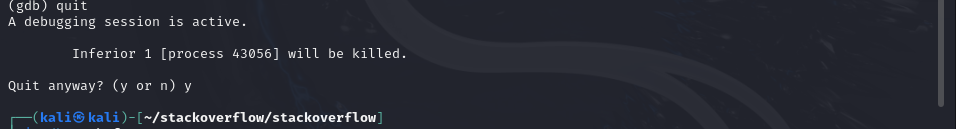 (gdb) quit
A debugging session is active.
Inferior 1 [process 43056] will be killed.
Quit anyway? (y or n) y
┌──(kali㉿kali)-[~/stackoverflow/stackoverflow]